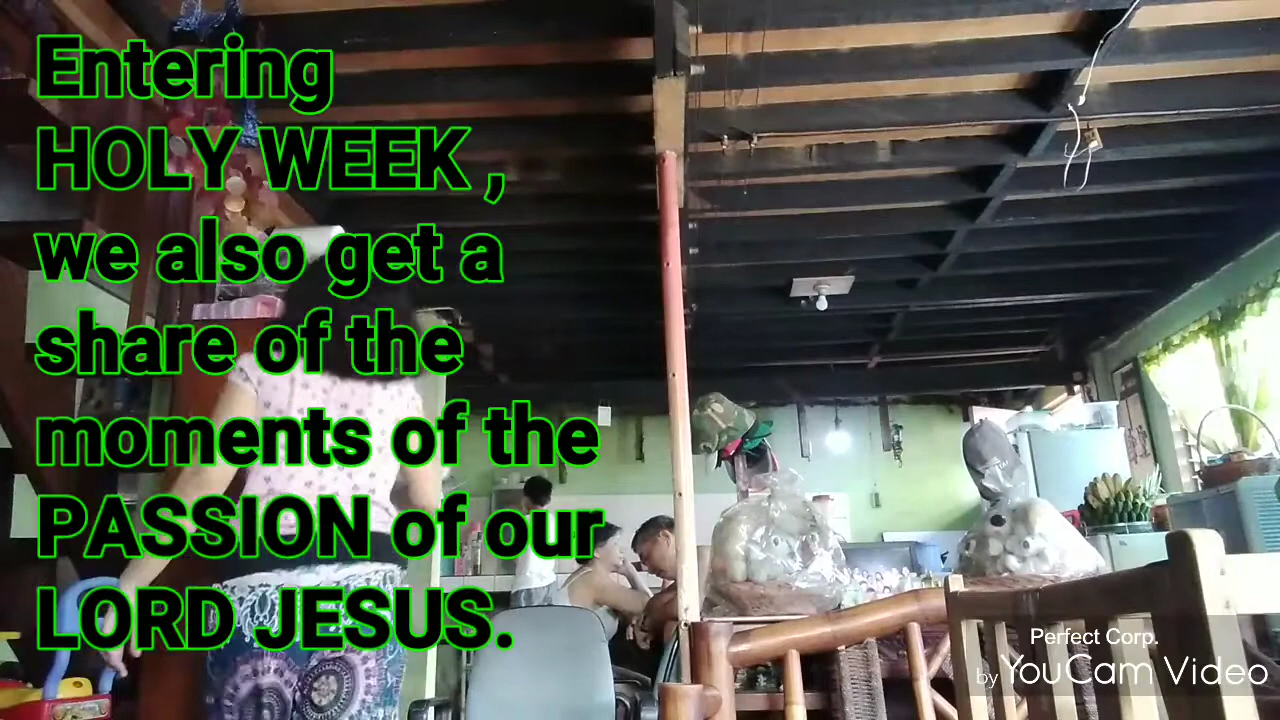 Entering
HOLY WEEK ,
we also get a
share of the
moments of the
PASSION of our
LORD JESUS.
Perfect Corp.
by YouCam Video